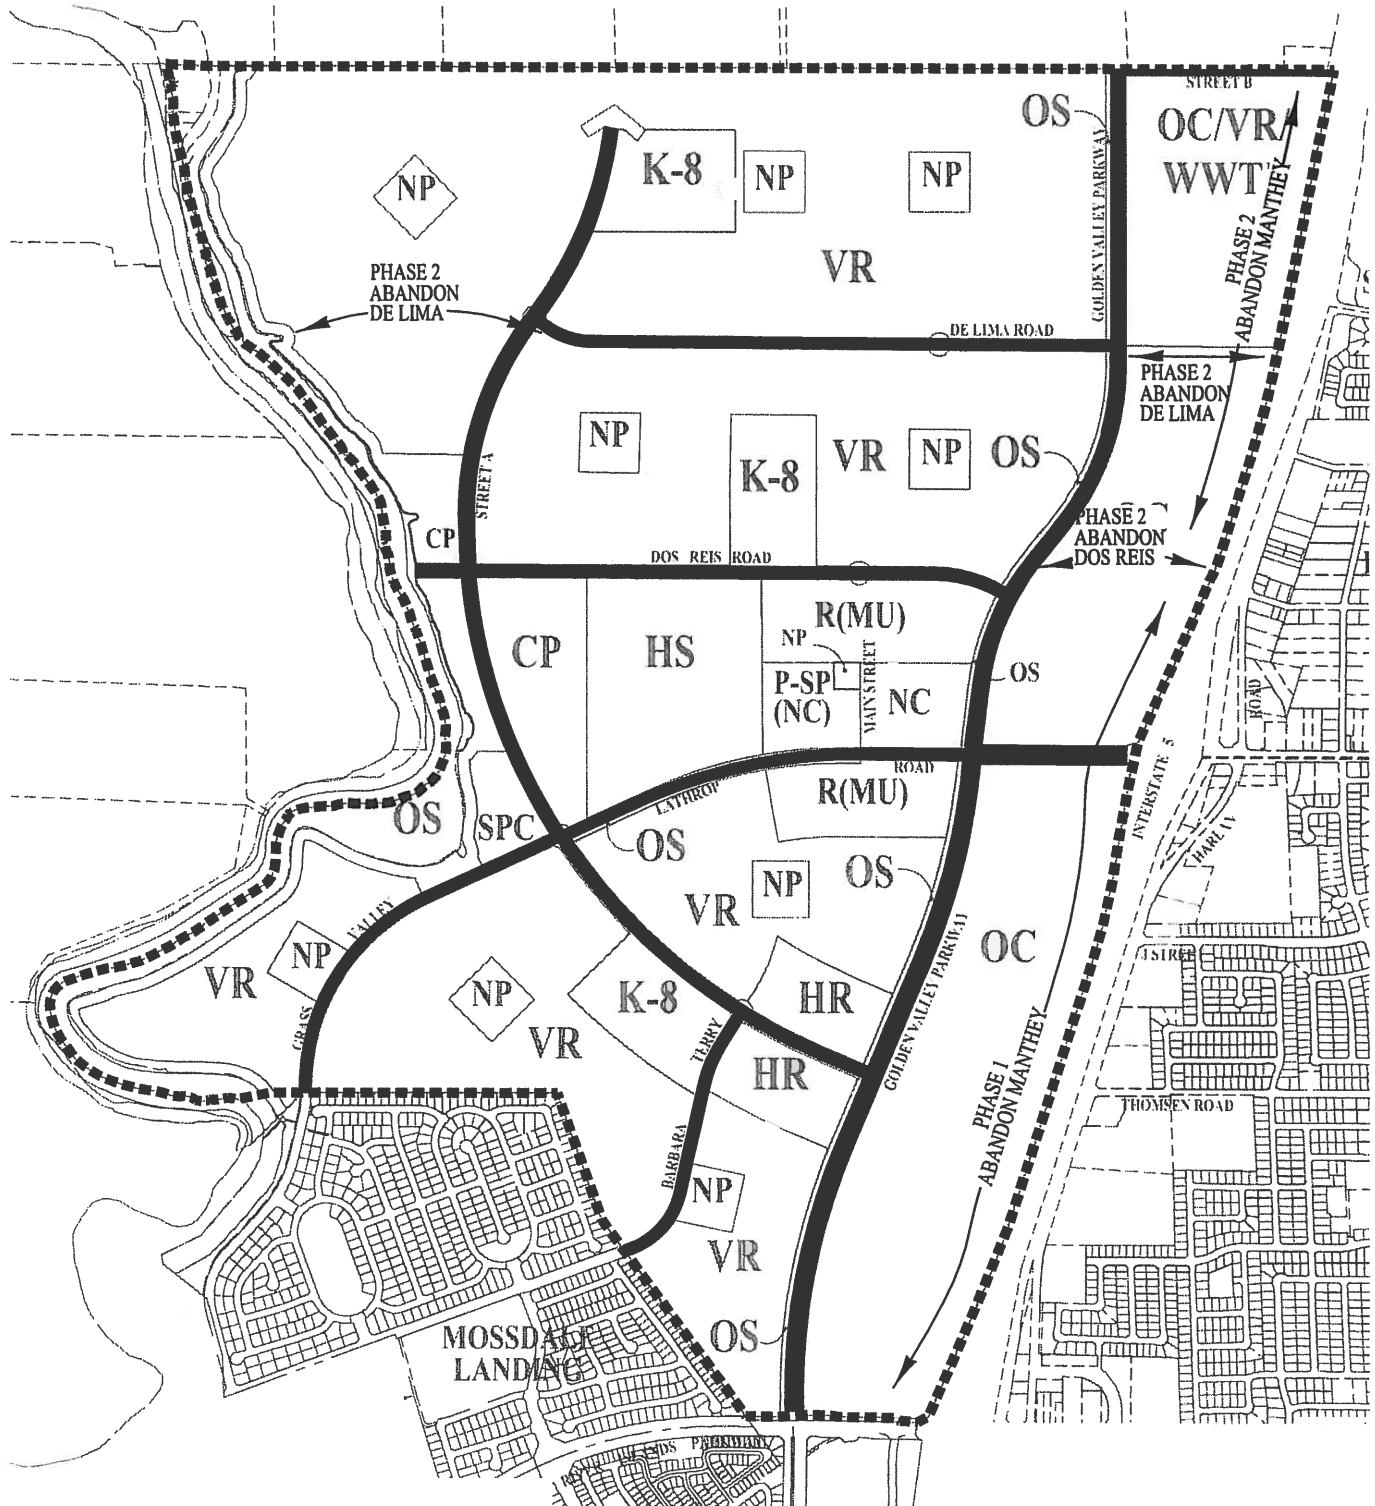 STREET B
OS
OC/VR/
WWT
GOLDEN VALLEY PARKWAY
PHASE 2
ABANDON MANTHEY
K-8
NP
NP
NP
VR
PHASE 2
ABANDON
DE LIMA
DE LIMA ROAD
PHASE 2
ABANDON
DE LIMA
NP
K-8
VR
NP
OS
STREET A
CP
PHASE 2
ABANDON
DOS REIS
DOS REIS ROAD
CP
HS
R(MU)
NP
P-SP
(NC)
MAIN STREET
NC
OS
ROAD
INTERSTATE 5
LATHROP
ROAD
R(MU)
OS
SPC
OS
OS
NP
VR
OC
VALLEY
NP
VR
GRASS
NP
VR
K-8
HR
HR
TERRY
BARBARA
GOLDEN VALLEY PARKWAY
PHASE 1
ABANDON MANTHEY
THOMSEN ROAD
NP
VR
OS
MOSSDALE
LANDING